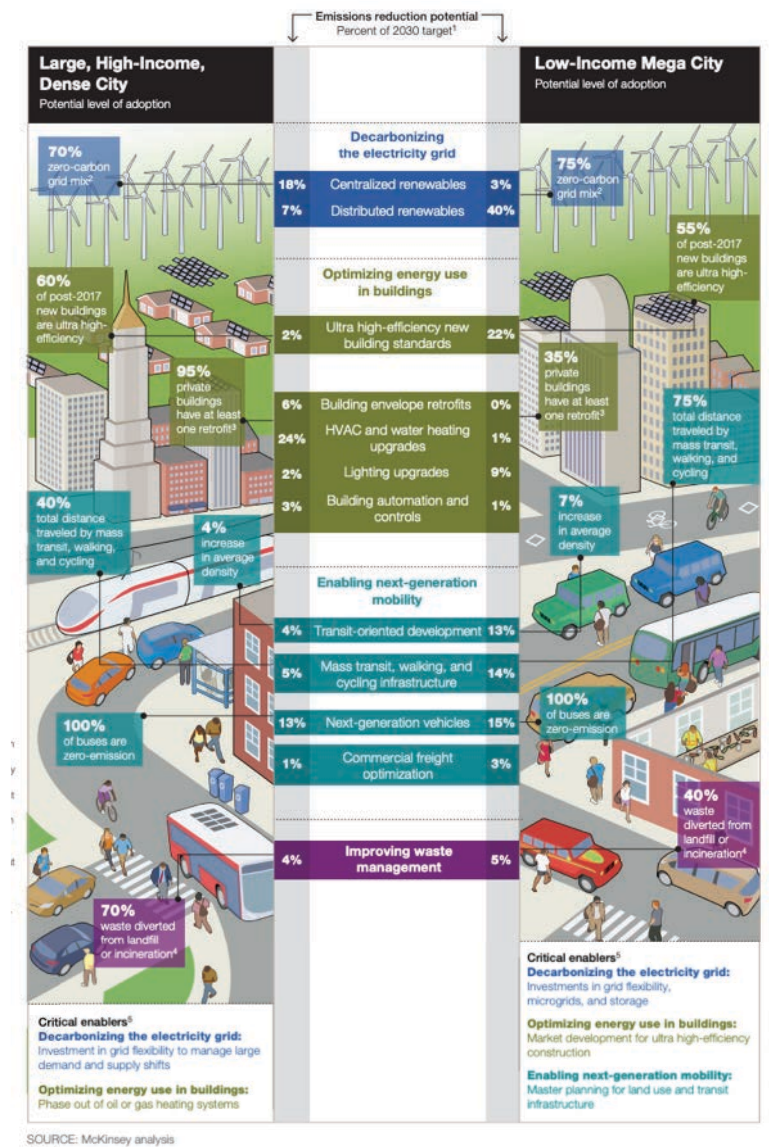 Emissions reduction potential
Percent of 2030 target¹
Large, High-Income,
Dense City
Potential level of adoption
Low-Income Mega City
Potential level of adoption
70%
zero-carbon
grid mix²
Decarbonizing
the electricity grid
75%
zero-carbon
grid mix²
18% Centralized renewables 3%
7% Distributed renewables 40%
60%
of post-2017
new buildings
are ultra high-
efficiency
Optimizing energy use
in buildings
55%
of post-2017
new buildings
are ultra high-
efficiency
2% Ultra high-efficiency new
building standards 22%
95%
private
buildings
have at least
one retrofit³
35%
private
buildings
have at least
one retrofit³
75%
total distance
traveled by
mass transit,
walking, and
cycling
6% Building envelope retrofits 0%
24% HVAC and water heating
upgrades 1%
2% Lighting upgrades 9%
3% Building automation and
controls 1%
40%
total distance
traveled by mass
transit, walking,
and cycling
4%
increase
in average
density
7%
increase
in average
density
Enabling next-generation
mobility
4% Transit-oriented development 13%
5% Mass transit, walking, and
cycling infrastructure 14%
100%
of buses are
zero-emission
13% Next-generation vehicles 15%
100%
of buses are
zero-emission
1% Commercial freight
optimization 3%
4% Improving waste
management 5%
40%
waste
diverted from
landfill or
incineration⁴
70%
waste diverted
from landfill
or incineration⁴
Critical enablers⁵
Decarbonizing the electricity grid:
Investment in grid flexibility to manage large
demand and supply shifts
Optimizing energy use in buildings:
Phase out of oil or gas heating systems
Critical enablers⁵
Decarbonizing the electricity grid:
Investments in grid flexibility,
microgrids, and storage
Optimizing energy use in buildings:
Market development for ultra high-efficiency
construction
Enabling next-generation mobility:
Master planning for land use and transit
infrastructure
SOURCE: McKinsey analysis